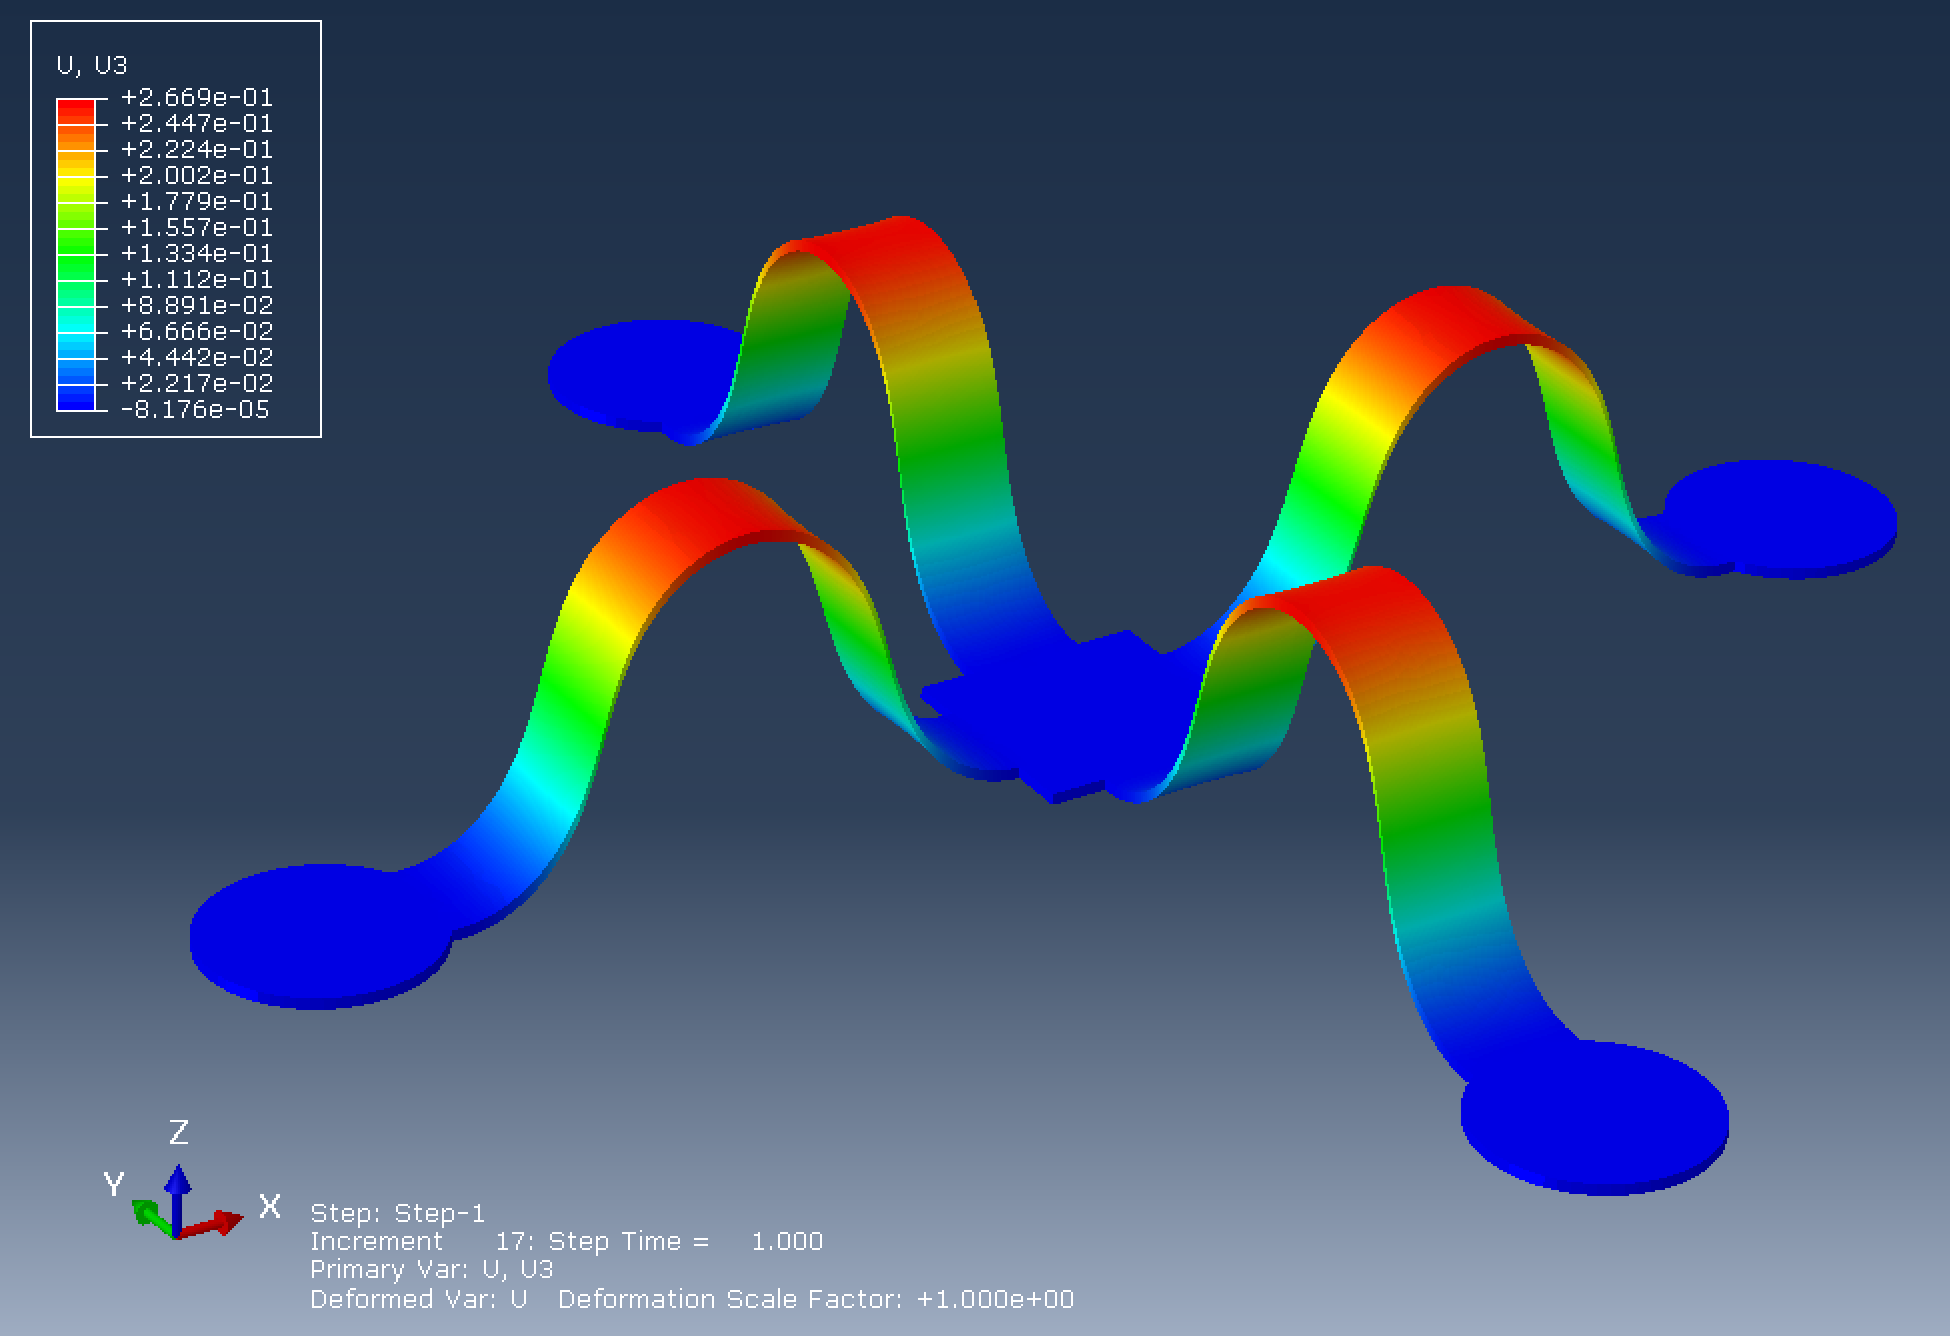 U, U3
+2.669e-01
+2.447e-01
+2.224e-01
+2.002e-01
+1.779e-01
+1.557e-01
+1.334e-01
+1.112e-01
+8.891e-02
+6.666e-02
+4.442e-02
+2.217e-02
-8.176e-05
Z
Y
X
Step: Step-1
Increment 17: Step Time = 1.000
Primary Var: U, U3
Deformed Var: U Deformation Scale Factor: +1.000e+00